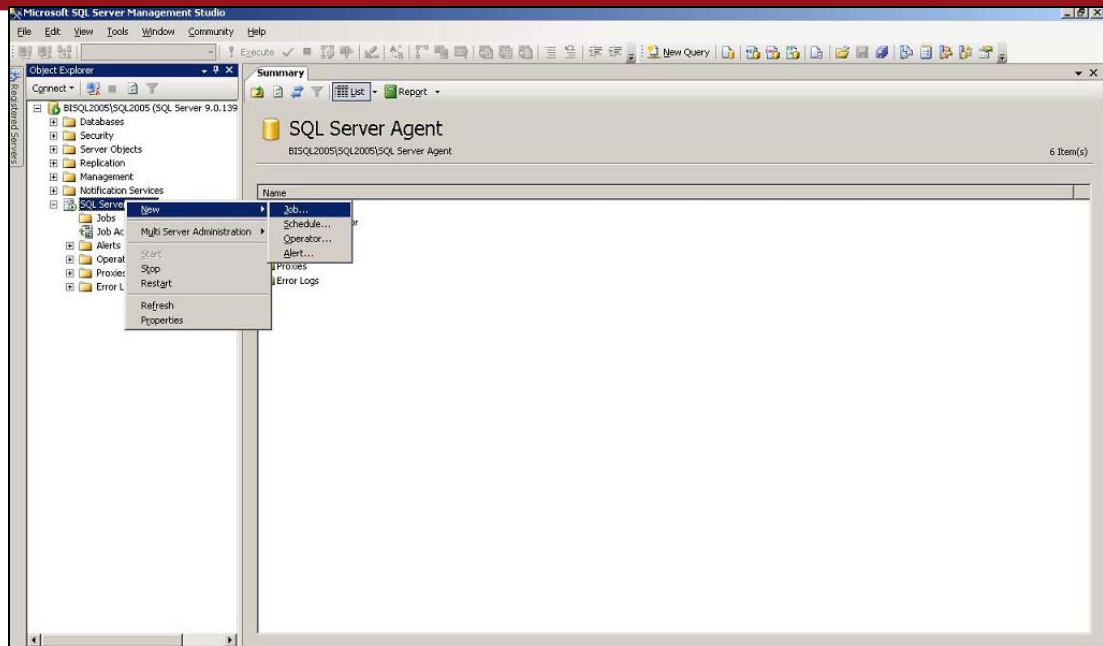 Microsoft SQL Server Management Studio
File Edit View Tools Window Community Help
Execute New Query
Object Explorer
Summary
Connect
List Report
Registered Servers
BISQL2005\SQL2005 (SQL Server 9.0.139
Databases
Security
Server Objects
Replication
Management
Notification Services
SQL Server
Jobs
Job Ac
Alerts
Operat
Proxies
Error L
New
Multi Server Administration
Start
Stop
Restart
Refresh
Properties
Job...
Schedule...
Operator...
Alert...
SQL Server Agent
BISQL2005\SQL2005\SQL Server Agent
6 Item(s)
Name
Proxies
Error Logs